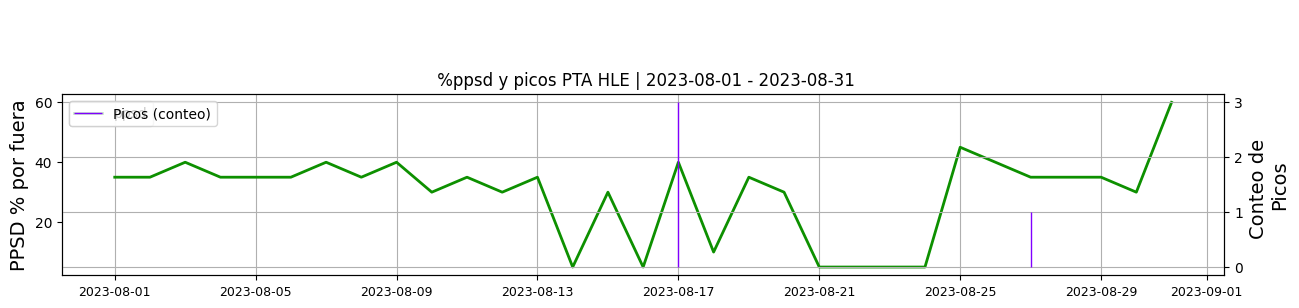 %ppsd y picos PTA HLE | 2023-08-01 - 2023-08-31
PPSD % por fuera
60
40
20
Picos (conteo)
3
2
1
0
Conteo de
Picos
2023-08-01 2023-08-05 2023-08-09 2023-08-13 2023-08-17 2023-08-21 2023-08-25 2023-08-29 2023-09-01